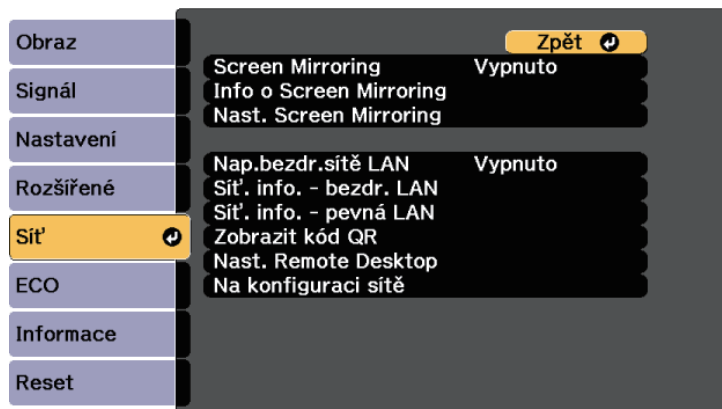 Obraz
Signál
Nastavení
Rozšířené
Síť
ECO
Informace
Reset
Zpět
Screen Mirroring Vypnuto
Info o Screen Mirroring
Nast. Screen Mirroring
Nap.bezdr.sítě LAN Vypnuto
Síť. info. - bezdr. LAN
Síť. info. - pevná LAN
Zobrazit kód QR
Nast. Remote Desktop
Na konfiguraci sítě